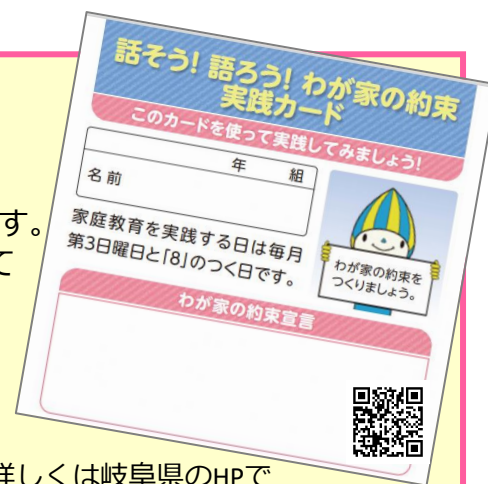 話そう! 語ろう! わが家の約束
実践カード
このカードを使って実践してみましょう!
年 組
名前
家庭教育を実践する日は毎月
第3日曜日と「8」のつく日です。
わが家の約束を
つくりましょう。
わが家の約束宣言
す。
て
詳しくは岐阜県のHPで